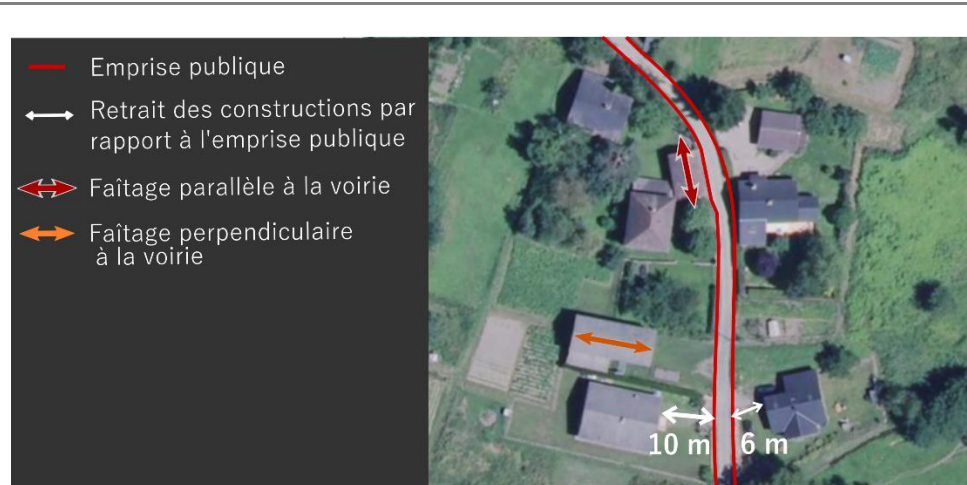 Emprise publique
Retrait des constructions par
rapport à l'emprise publique
Faîtage parallèle à la voirie
Faîtage perpendiculaire
à la voirie
10 m
6 m